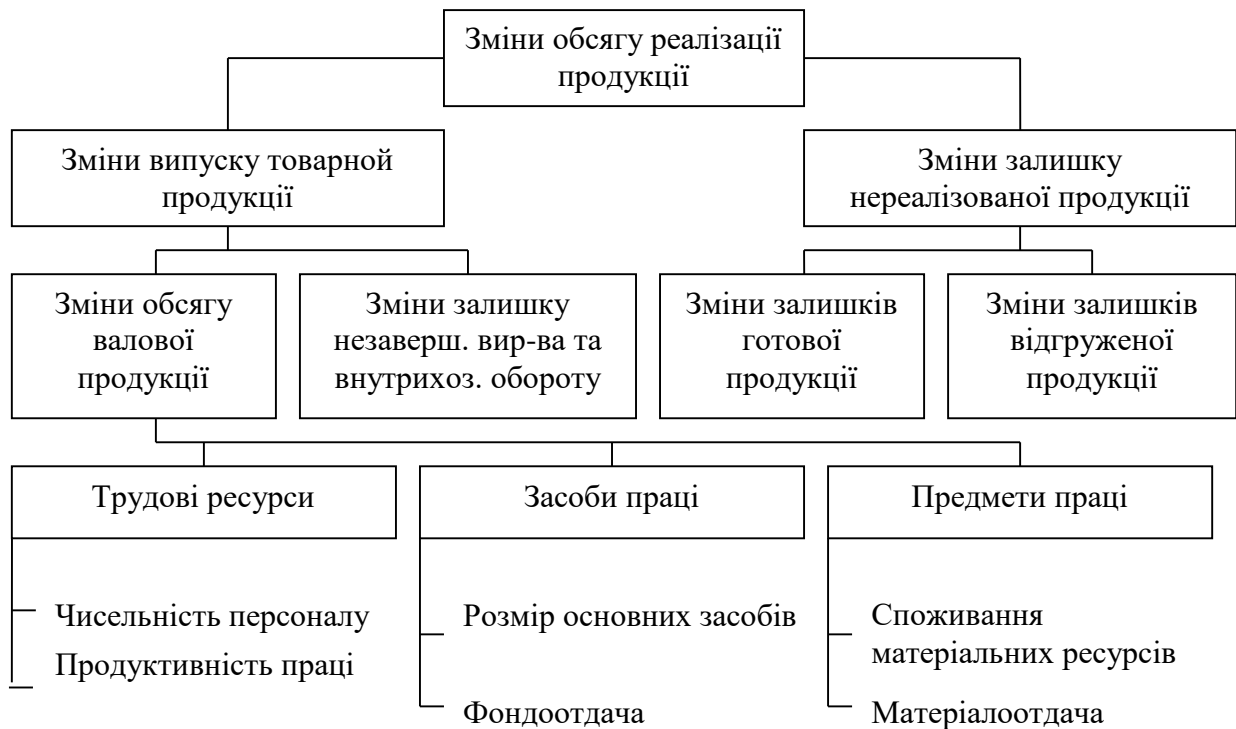 Зміни обсягу реалізації
продукції
Зміни випуску товарной
продукції
Зміни залишку
нереалізованої продукції
Зміни обсягу
валової
продукції
Зміни залишку
незаверш. вир-ва та
внутрихоз. обороту
Зміни залишків
готової
продукції
Зміни залишків
відгруженої
продукції
Трудові ресурси
Засоби праці
Предмети праці
Чисельність персоналу
Продуктивність праці
Розмір основних засобів
Фондоотдача
Споживання
матеріальних ресурсів
Матеріалоотдача